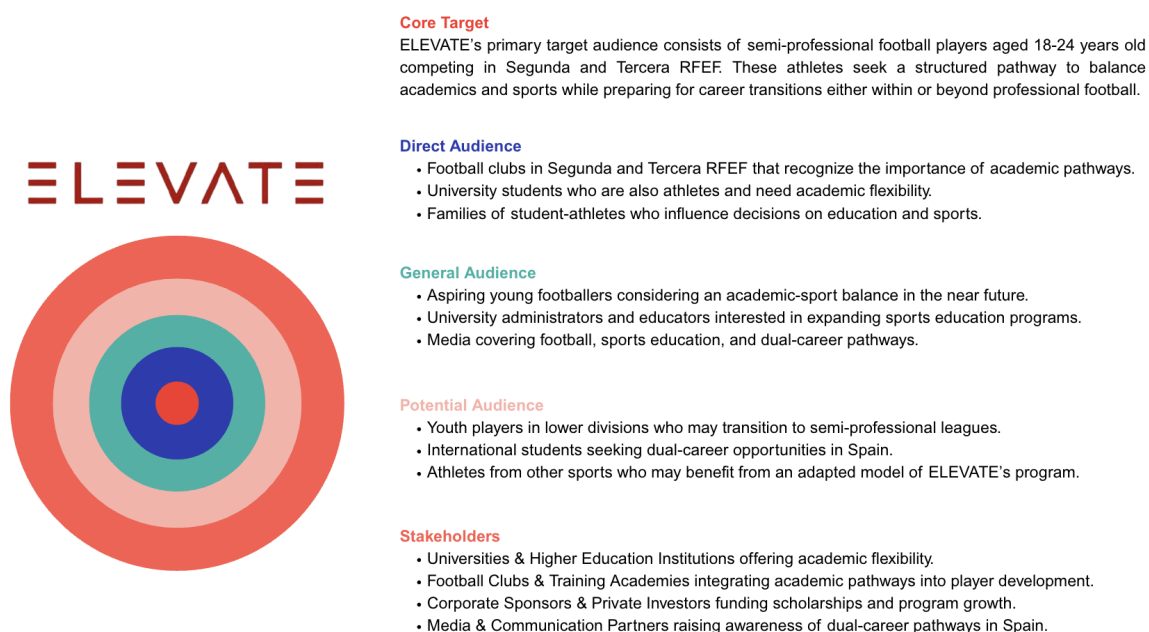 Core Target
ELEVATE's primary target audience consists of semi-professional football players aged 18-24 years old
competing in Segunda and Tercera RFEF. These athletes seek a structured pathway to balance
academics and sports while preparing for career transitions either within or beyond professional football.
ELEVATE
Direct Audience
• Football clubs in Segunda and Tercera RFEF that recognize the importance of academic pathways.
• University students who are also athletes and need academic flexibility.
• Families of student-athletes who influence decisions on education and sports.
General Audience
• Aspiring young footballers considering an academic-sport balance in the near future.
• University administrators and educators interested in expanding sports education programs.
• Media covering football, sports education, and dual-career pathways.
Potential Audience
• Youth players in lower divisions who may transition to semi-professional leagues.
• International students seeking dual-career opportunities in Spain.
• Athletes from other sports who may benefit from an adapted model of ELEVATE's program.
Stakeholders
• Universities & Higher Education Institutions offering academic flexibility.
• Football Clubs & Training Academies integrating academic pathways into player development.
• Corporate Sponsors & Private Investors funding scholarships and program growth.
• Media & Communication Partners raising awareness of dual-career pathways in Spain.